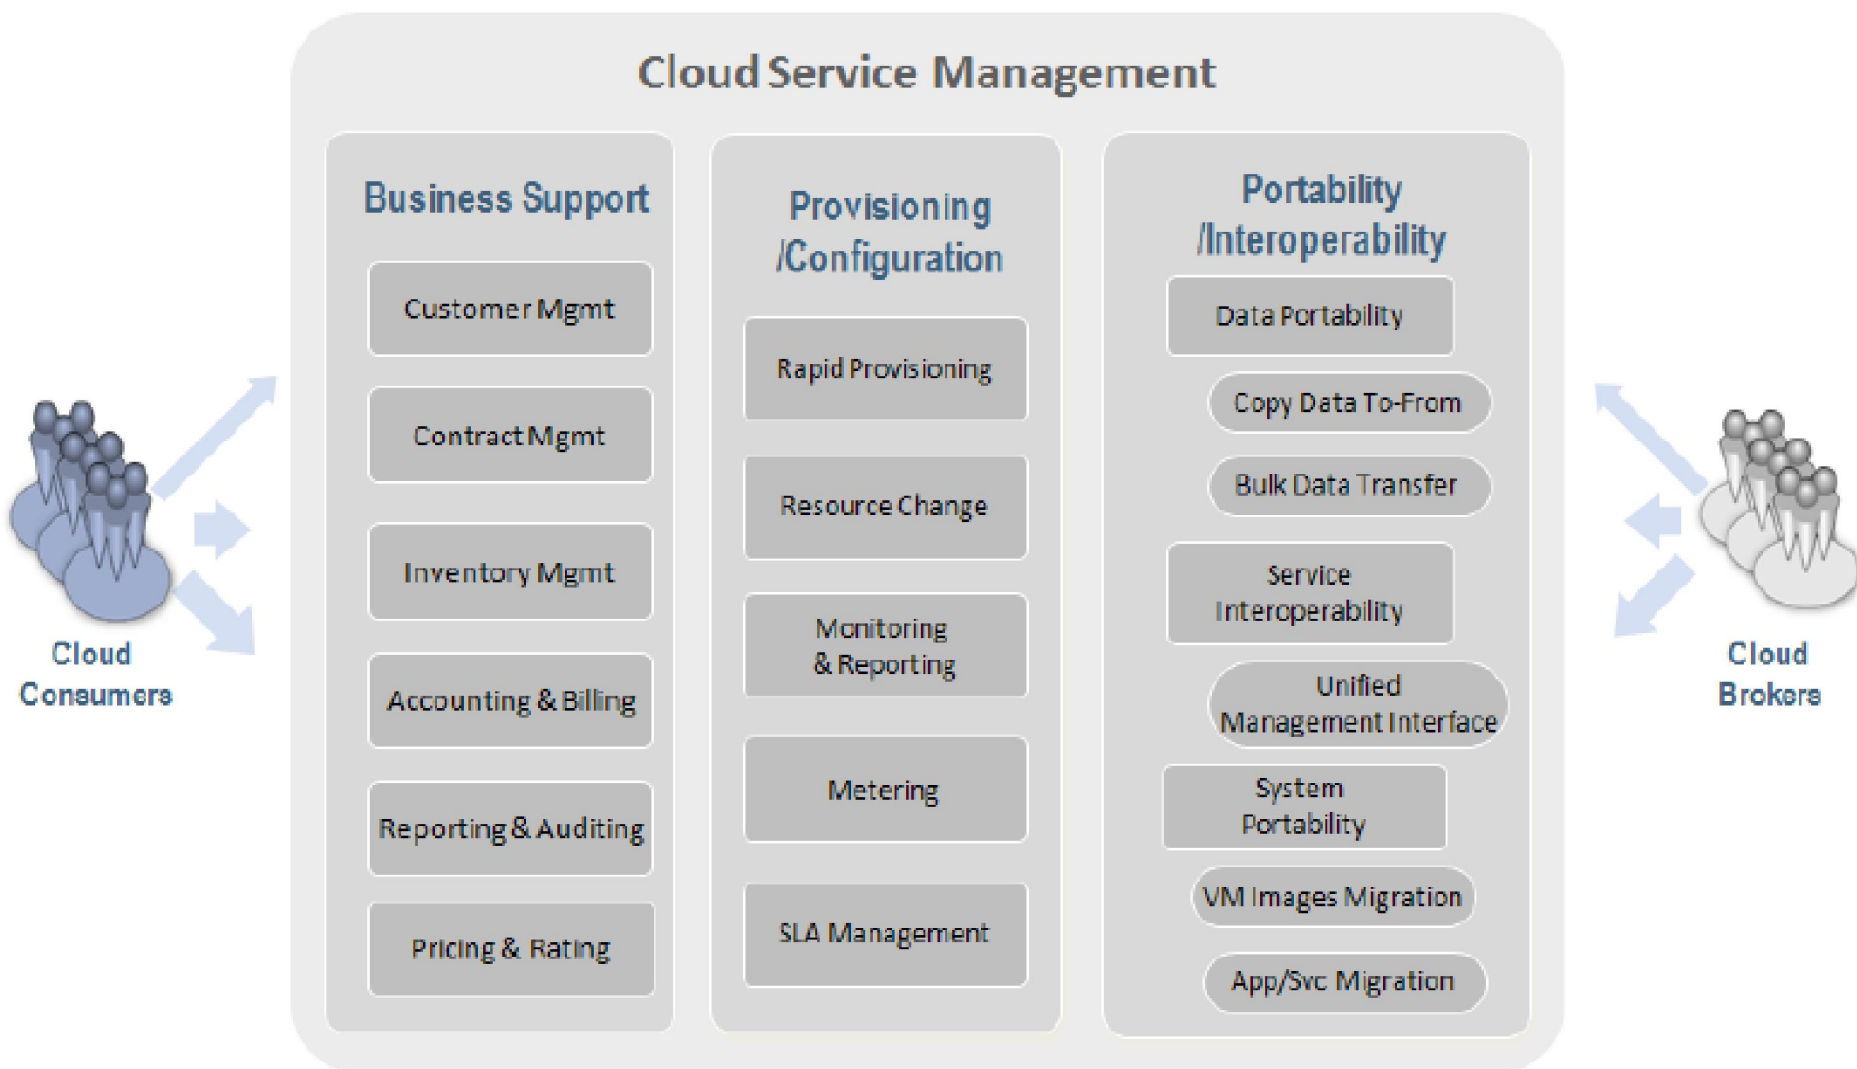 Cloud Service Management
Business Support
Customer Mgmt
Contract Mgmt
Inventory Mgmt
Accounting & Billing
Reporting & Auditing
Pricing & Rating
Provisioning
/Configuration
Rapid Provisioning
Resource Change
Monitoring
& Reporting
Metering
SLA Management
Portability
/Interoperability
Data Portability
Copy Data To-From
Bulk Data Transfer
Service
Interoperability
Unified
Management Interface
System
Portability
VM Images Migration
App/Svc Migration
Cloud
Consumers
Cloud
Brokers